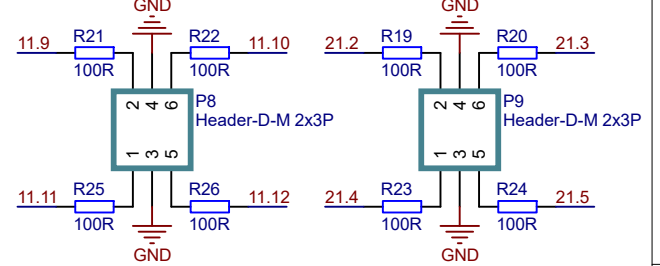 GND
GND
11.9 R21 R22 11.10
100R 100R
21.2 R19 R20 21.3
100R 100R
2 4 6 P8
Header-D-M 2x3P
1 3 5
2 4 6 P9
Header-D-M 2x3P
1 3 5
11.11 R25 R26 11.12
100R 100R
21.4 R23 R24 21.5
100R 100R
GND
GND